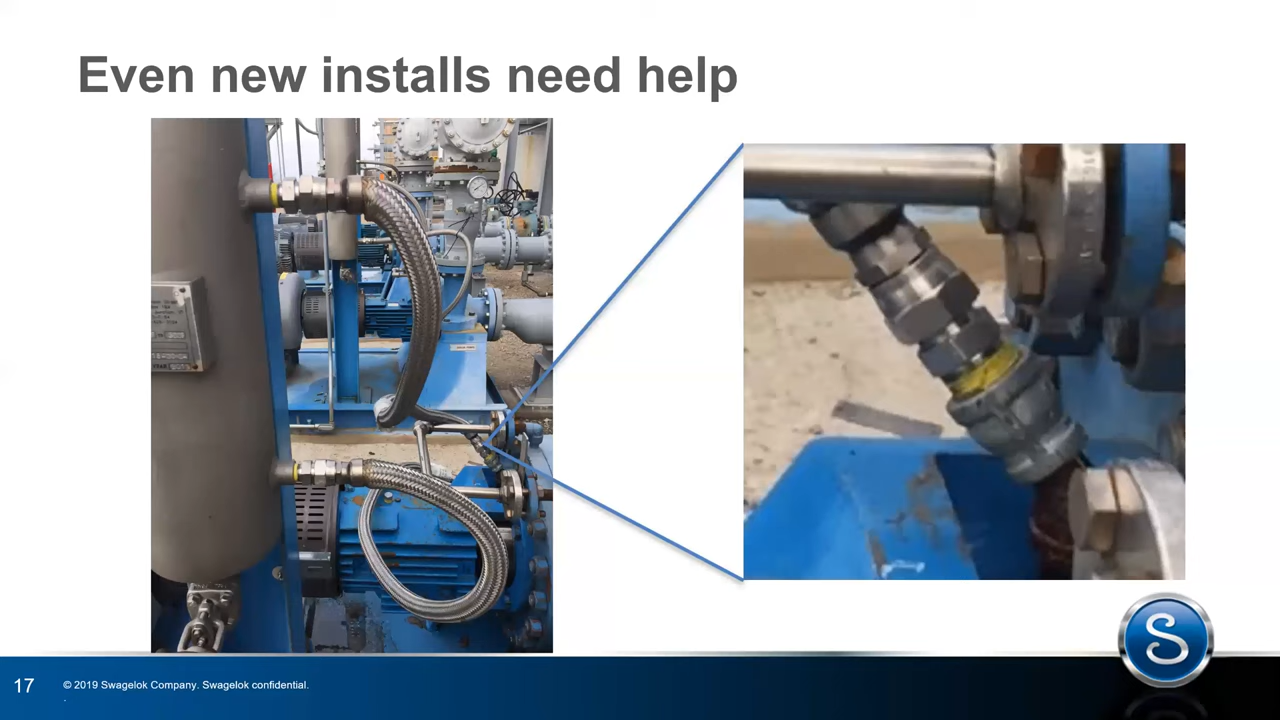 Even new installs need help
17
© 2019 Swagelok Company. Swagelok confidential.
.
S